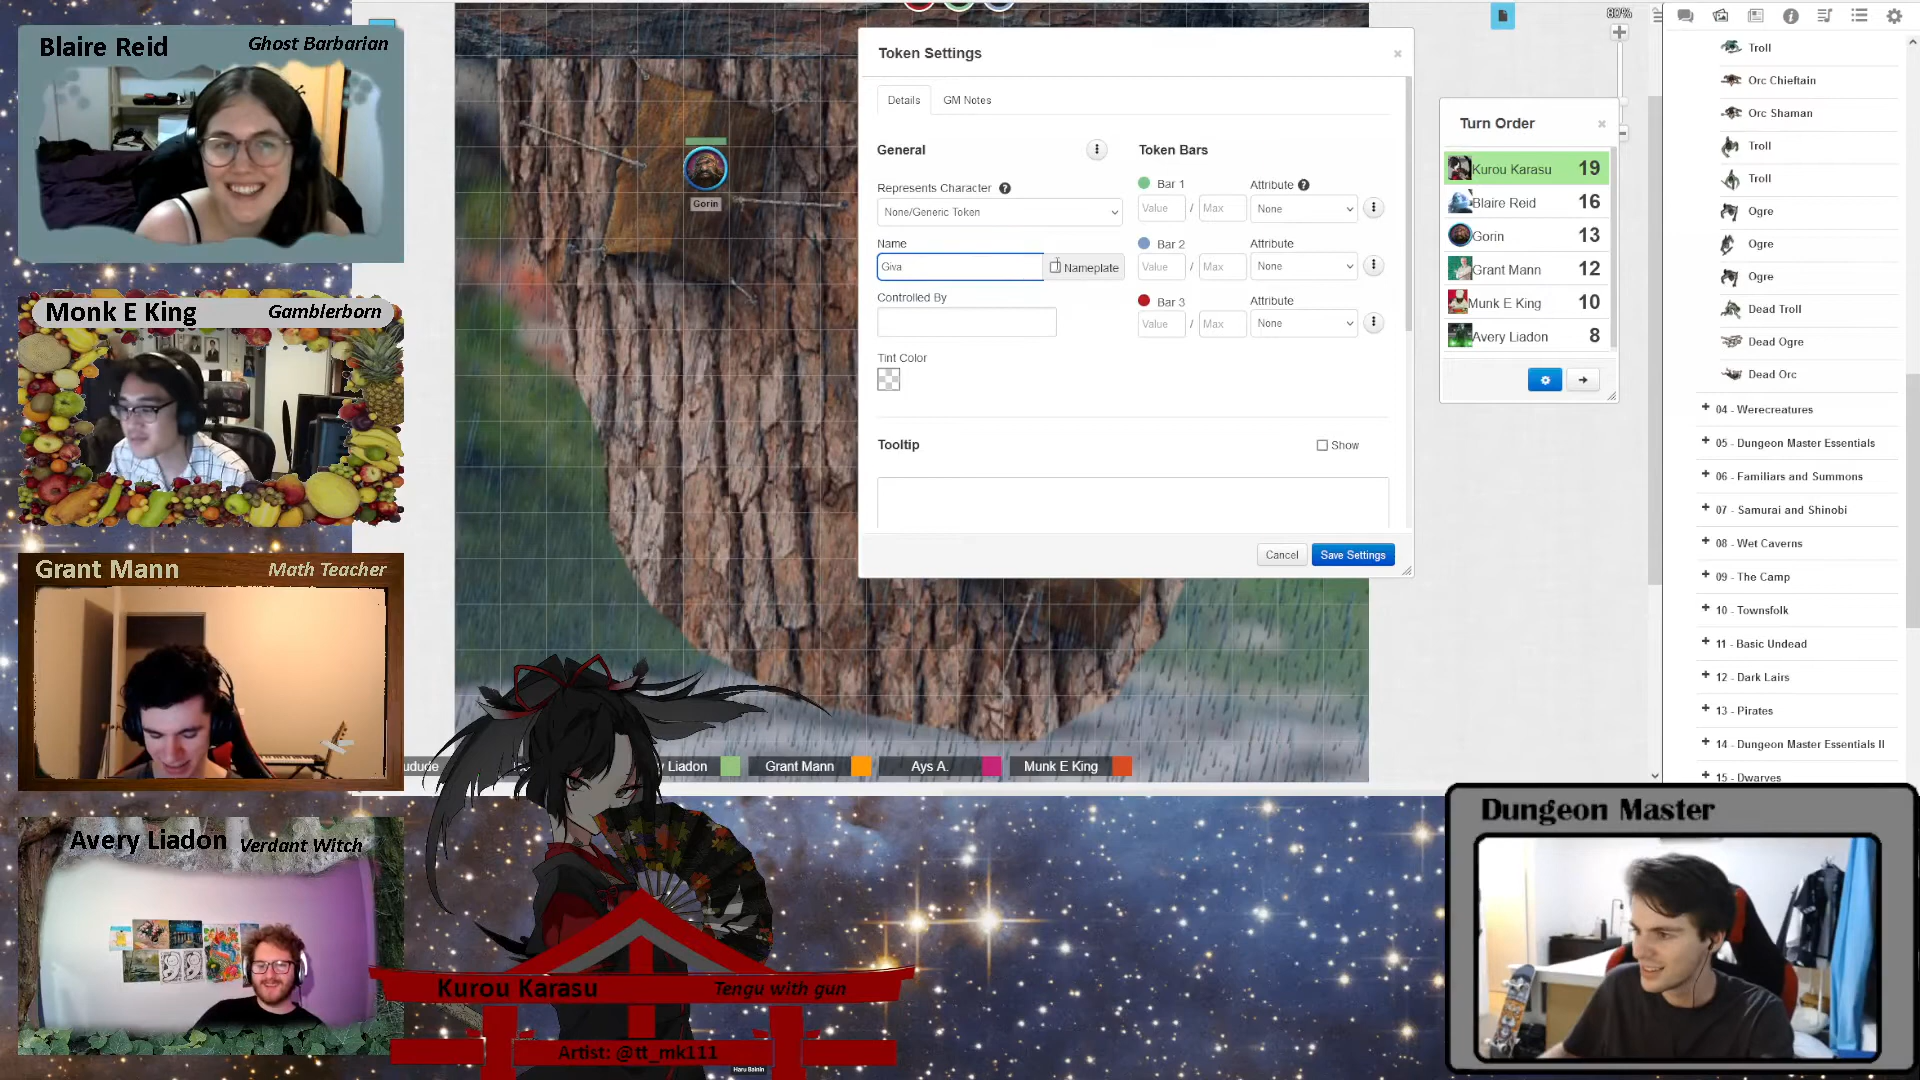 Blaire Reid
Ghost Barbarian
Monk E King
Gamblerborn
Grant Mann
Math Teacher
Avery Liadon
Verdant Witch
Gorin
Token Settings
×
Details
GM Notes
General
Represents Character ?
None/Generic Token
Name
Giva
Nameplate
Controlled By
Tint Color
Token Bars
Bar 1
Attribute ?
Value / Max
None
Bar 2
Attribute
Value / Max
None
Bar 3
Attribute
Value / Max
None
Tooltip
Show
Cancel
Save Settings
80%
Turn Order
×
Kurou Karasu 19
Blaire Reid 16
Gorin 13
Grant Mann 12
Munk E King 10
Avery Liadon 8
Troll
Orc Chieftain
Orc Shaman
Troll
Troll
Ogre
Ogre
Ogre
Dead Troll
Dead Ogre
Dead Orc
04 - Werecreatures
05 - Dungeon Master Essentials
06 - Familiars and Summons
07 - Samurai and Shinobi
08 - Wet Caverns
09 - The Camp
10 - Townsfolk
11 - Basic Undead
12 - Dark Lairs
13 - Pirates
14 - Dungeon Master Essentials II
15 - Dwarves
udude
y Liadon
Grant Mann
Ays A.
Munk E King
Kurou Karasu
Tengu with gun
Artist: @tt_mk111
Haru Bainin
Dungeon Master